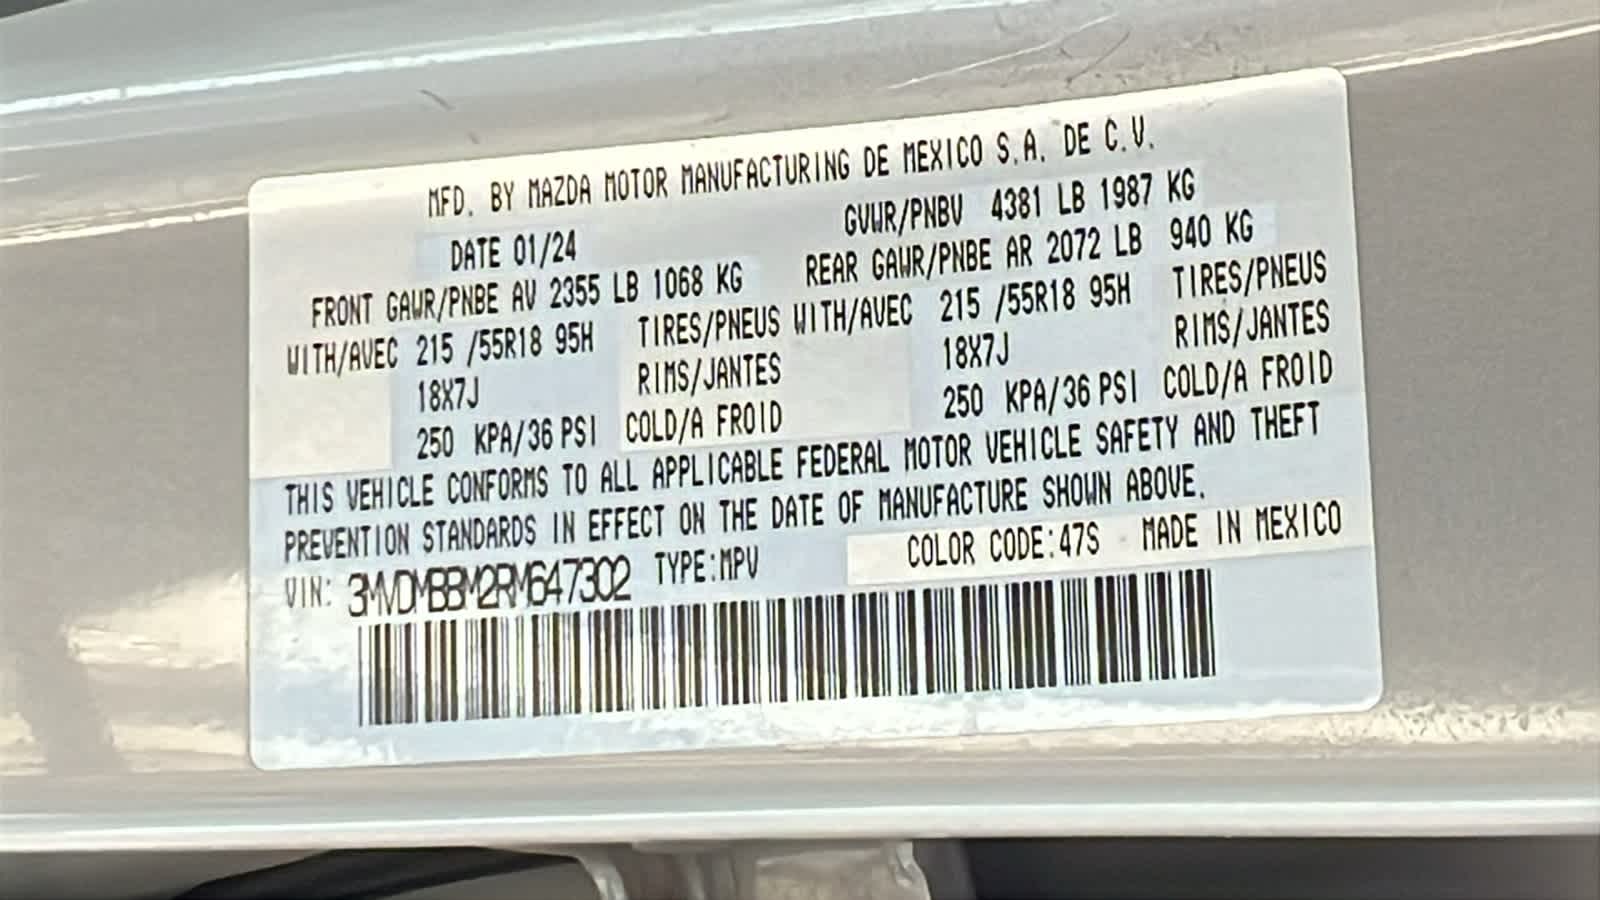 MFD. BY MAZDA MOTOR MANUFACTURING DE MEXICO S.A. DE C.V.
DATE 01/24 GVWR/PNBV 4381 LB 1987 KG
FRONT GAWR/PNBE AV 2355 LB 1068 KG REAR GAWR/PNBE AR 2072 LB 940 KG
WITH/AVEC 215 /55R18 95H TIRES/PNEUS WITH/AVEC 215 /55R18 95H TIRES/PNEUS
18X7J RIMS/JANTES 18X7J RIMS/JANTES
250 KPA/36 PSI COLD/A FROID 250 KPA/36 PSI COLD/A FROID
THIS VEHICLE CONFORMS TO ALL APPLICABLE FEDERAL MOTOR VEHICLE SAFETY AND THEFT
PREVENTION STANDARDS IN EFFECT ON THE DATE OF MANUFACTURE SHOWN ABOVE.
VIN: 3MVDMBBM2RM647302 TYPE:MPV COLOR CODE:47S MADE IN MEXICO